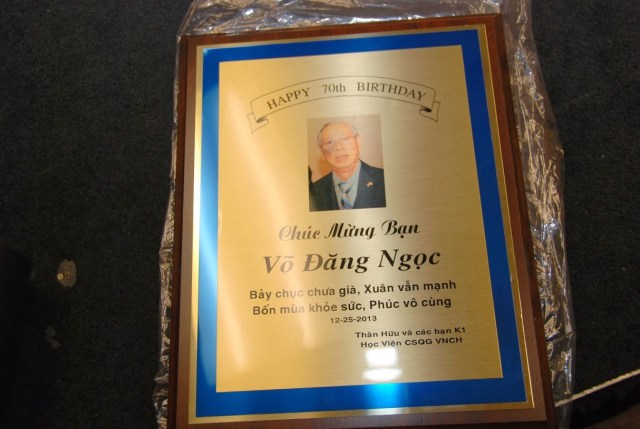 HAPPY 70th BIRTHDAY
Chúc Mừng Bạn
Võ Đăng Ngọc
Bảy chục chưa già, Xuân vẫn mạnh
Bốn mùa khỏe sức, Phúc vô cùng
12-25-2013
Thân Hữu và các bạn K1
Học Viện CSQG VNCH